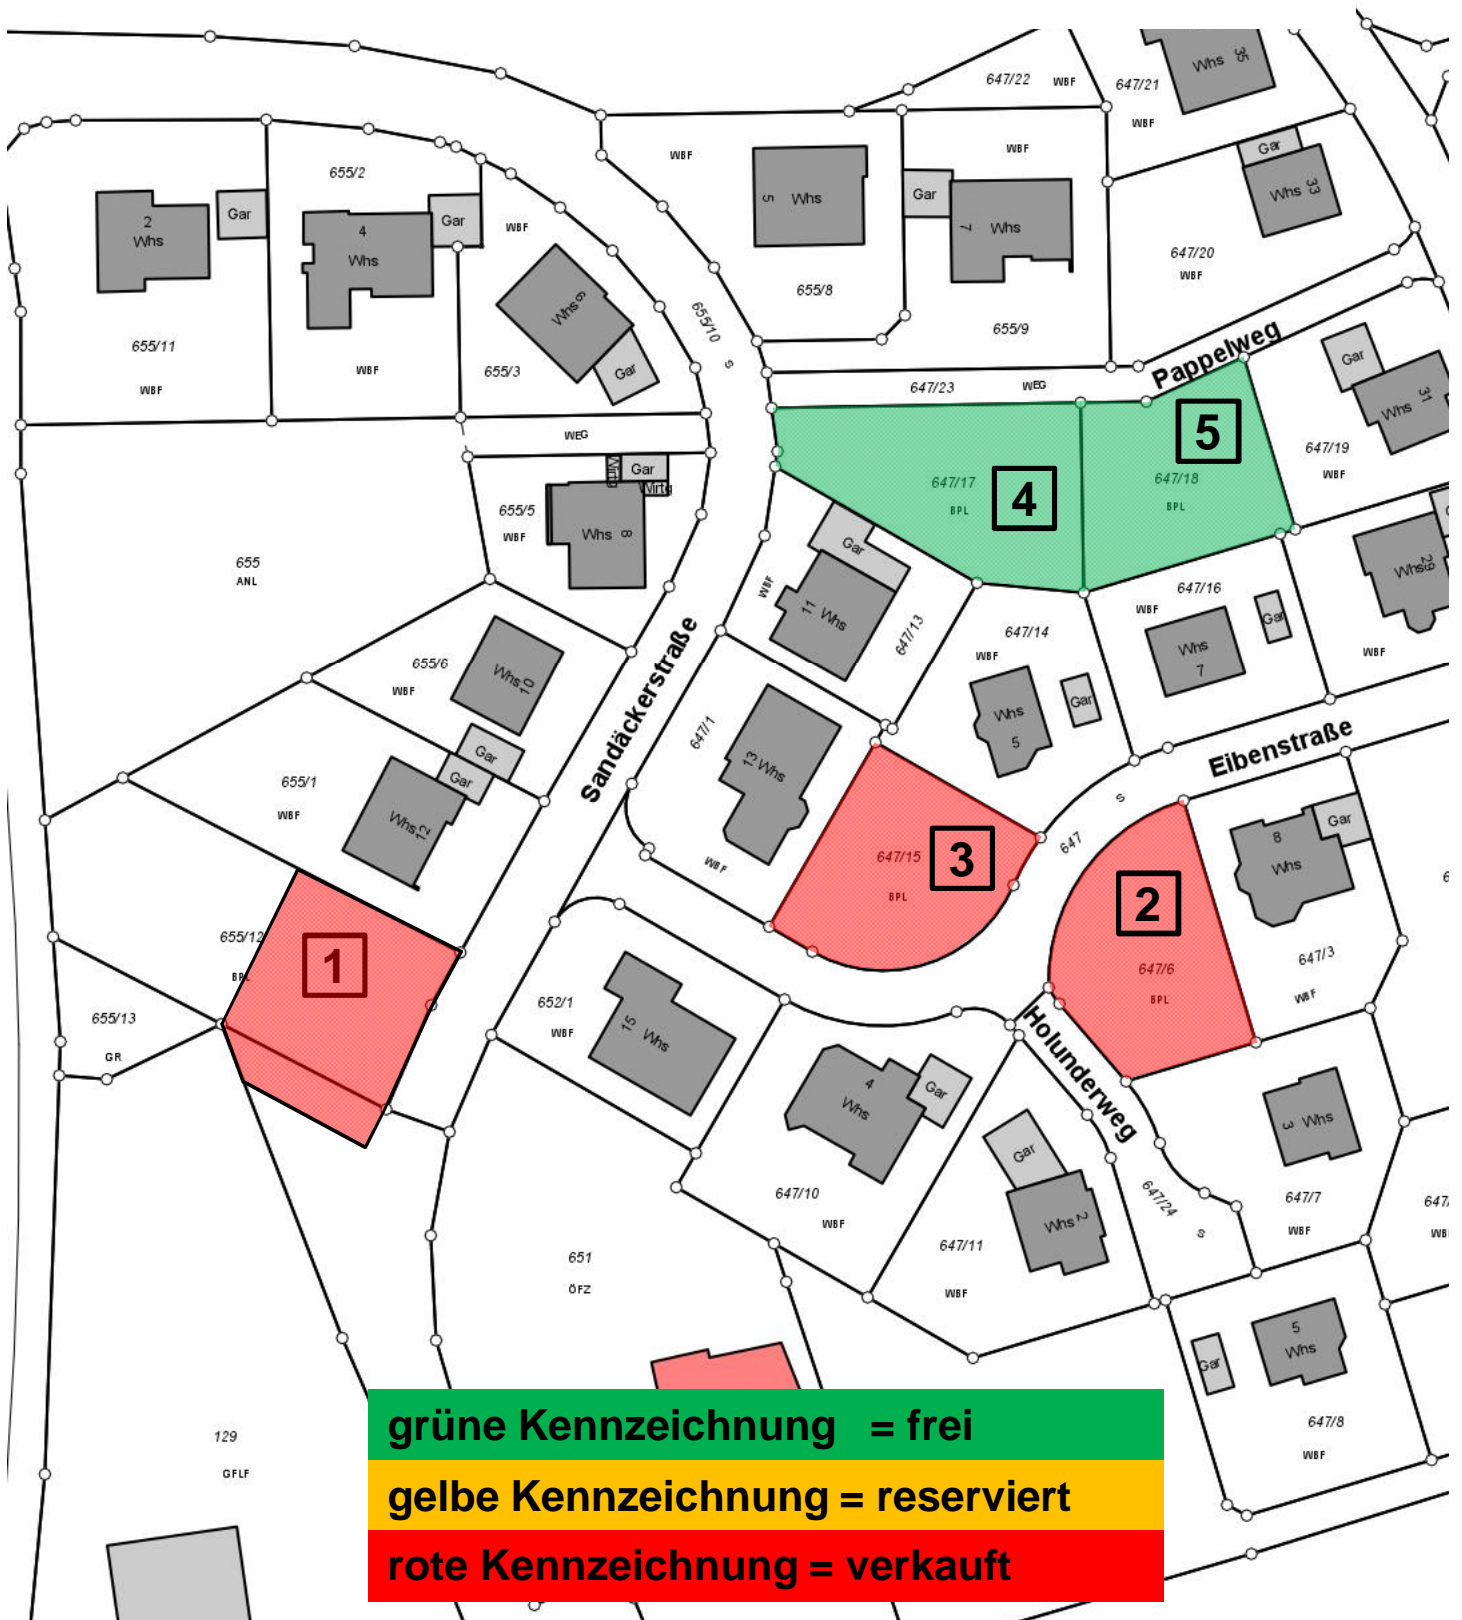 35
Whs
647/22
WBF
647/21
WBF
Gar
33
Whs
655/2
WBF
WBF
5
Whs
Gar
7
Whs
2
Whs
Gar
4
Whs
Gar
WBF
647/20
WBF
655/8
655/9
9
Whs
Gar
655/10
S
655/11
WBF
WBF
655/3
Pappelweg
647/23
WEG
Gar
31
Whs
WEG
5
647/19
WBF
647/17
BPL
4
647/18
BPL
Wirtg
Gar
Wirtg
655/5
WBF
Whs
8
655
ANL
Gar
11
Whs
WBF
647/13
647/14
WBF
647/16
WBF
Gar
Whs
7
Whs
29
WBF
655/6
WBF
Whs
10
Sandäckerstraße
647/1
13
Whs
WBF
Whs
5
Gar
Eibenstraße
Gar
Gar
655/1
WBF
Whs
12
S
647
647/15
BPL
3
2
647/6
BPL
8
Whs
Gar
647/3
WBF
655/12
BPL
1
655/13
GR
652/1
WBF
15
Whs
Holunderweg
4
Whs
Gar
Gar
Whs
2
3
Whs
647/10
WBF
647/11
WBF
647/24
S
647/7
WBF
647/
WBF
651
ÖFZ
5
Whs
Gar
647/8
WBF
129
GFLF
grüne Kennzeichnung = frei
gelbe Kennzeichnung = reserviert
rote Kennzeichnung = verkauft